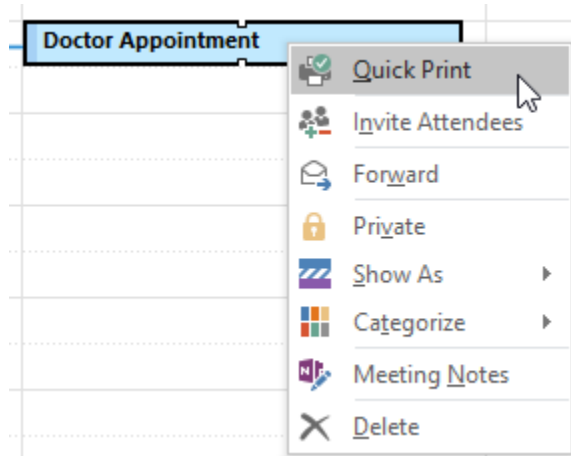 Doctor Appointment
Quick Print
Invite Attendees
Forward
Private
Show As
Categorize
Meeting Notes
Delete